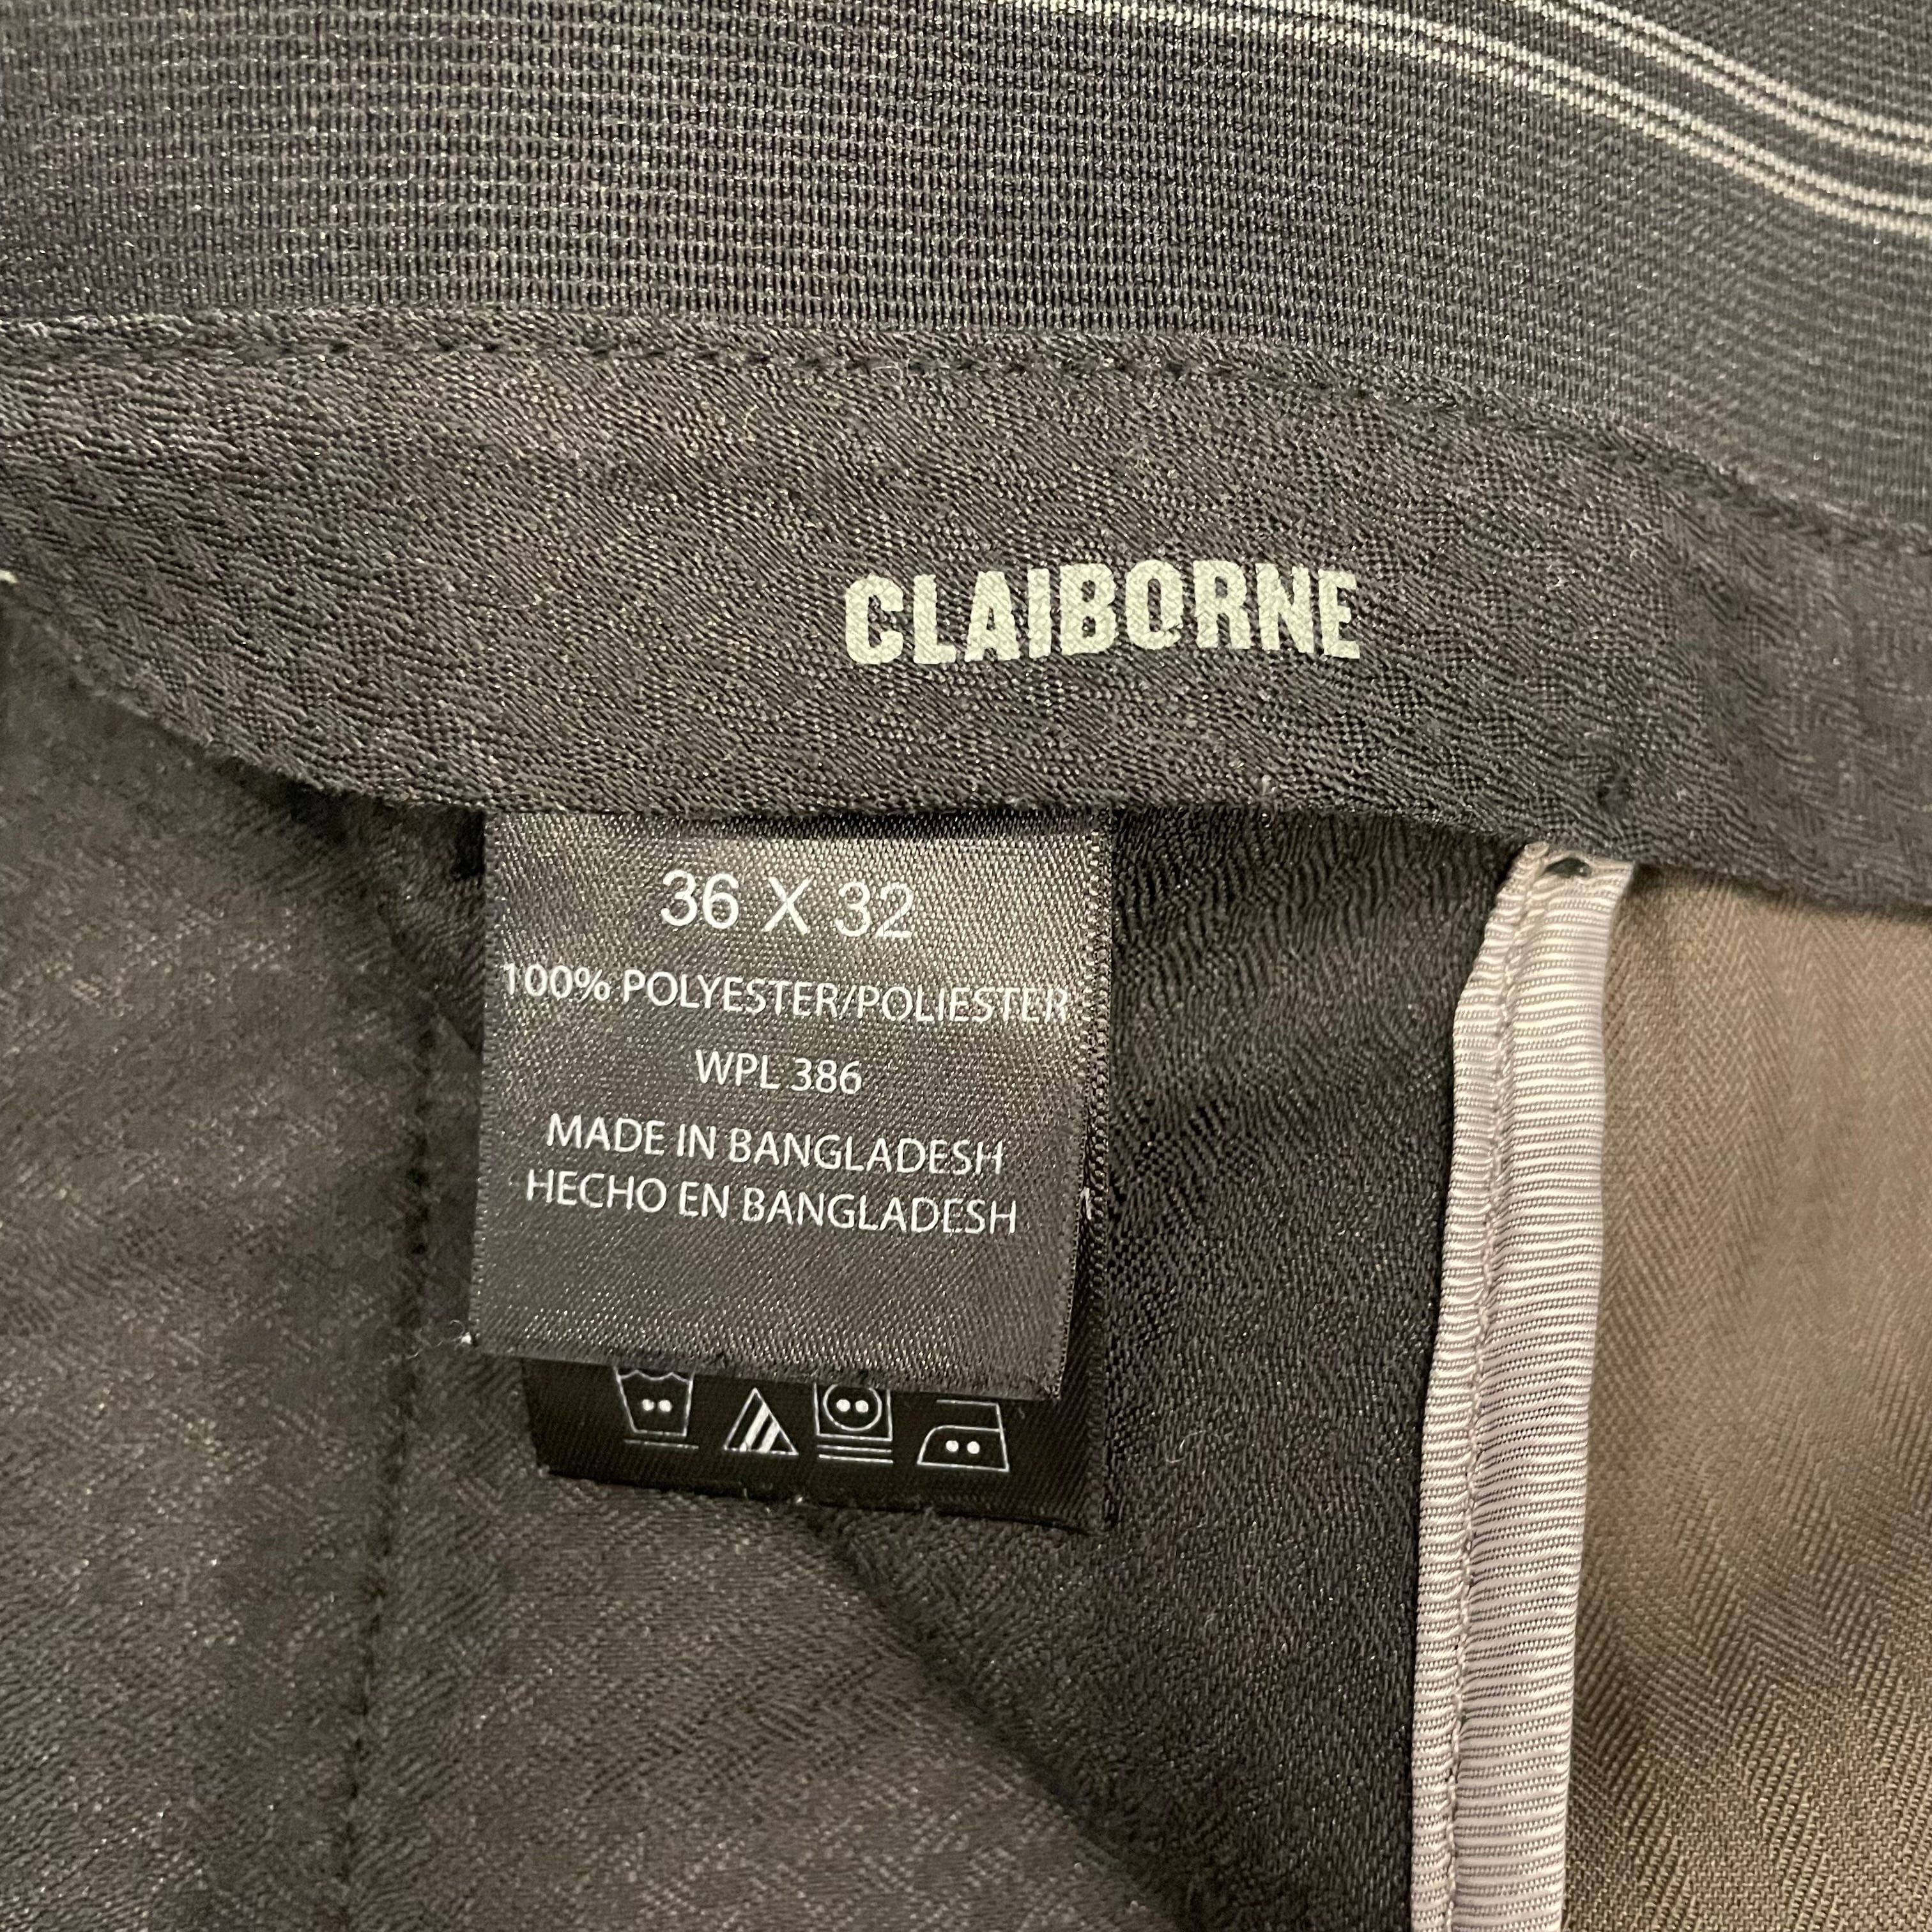 CLAIBORNE
36 X 32
100% POLYESTER/POLIESTER
WPL 386
MADE IN BANGLADESH
HECHO EN BANGLADESH